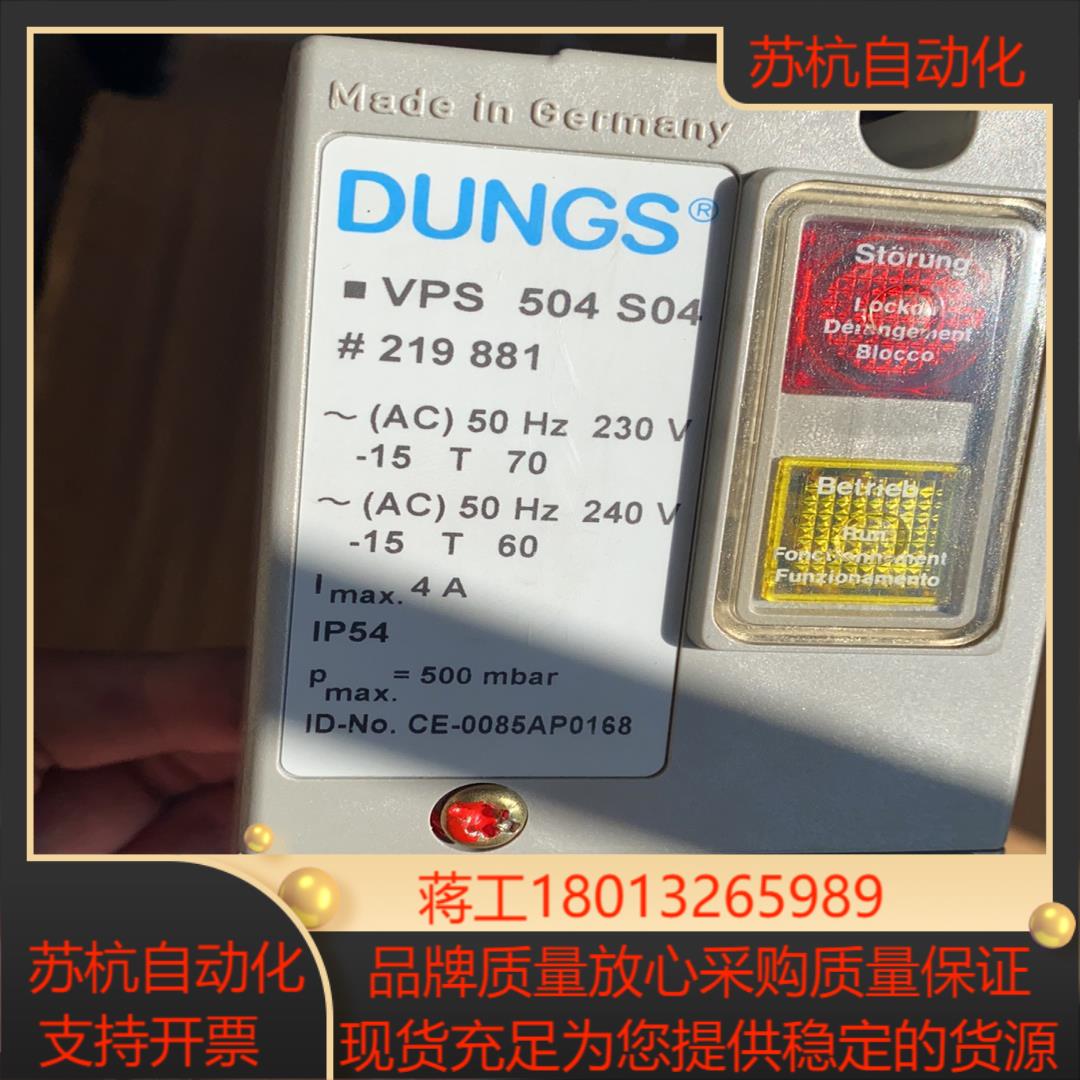 苏杭自动化
Made in Germany
DUNGS®
■ VPS 504 S04
# 219 881
~ (AC) 50 Hz 230 V
-15 T 70
~ (AC) 50 Hz 240 V
-15 T 60
I max. 4 A
IP54
p max. = 500 mbar
ID-No. CE-0085AP0168
Störung
Dérangement
Blocco
Betrieb
Run
Fonctionnement
Funzionamento
蒋工18013265989
苏杭自动化
支持开票
品牌质量放心采购质量保证
现货充足为您提供稳定的货源